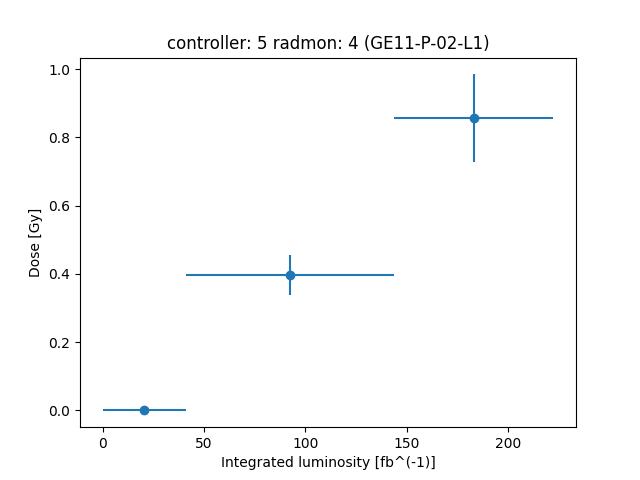 controller: 5 radmon: 4 (GE11-P-02-L1)
1.0
0.8
0.6
0.4
0.2
0.0
Dose [Gy]
0 50 100 150 200
Integrated luminosity [fb^(-1)]